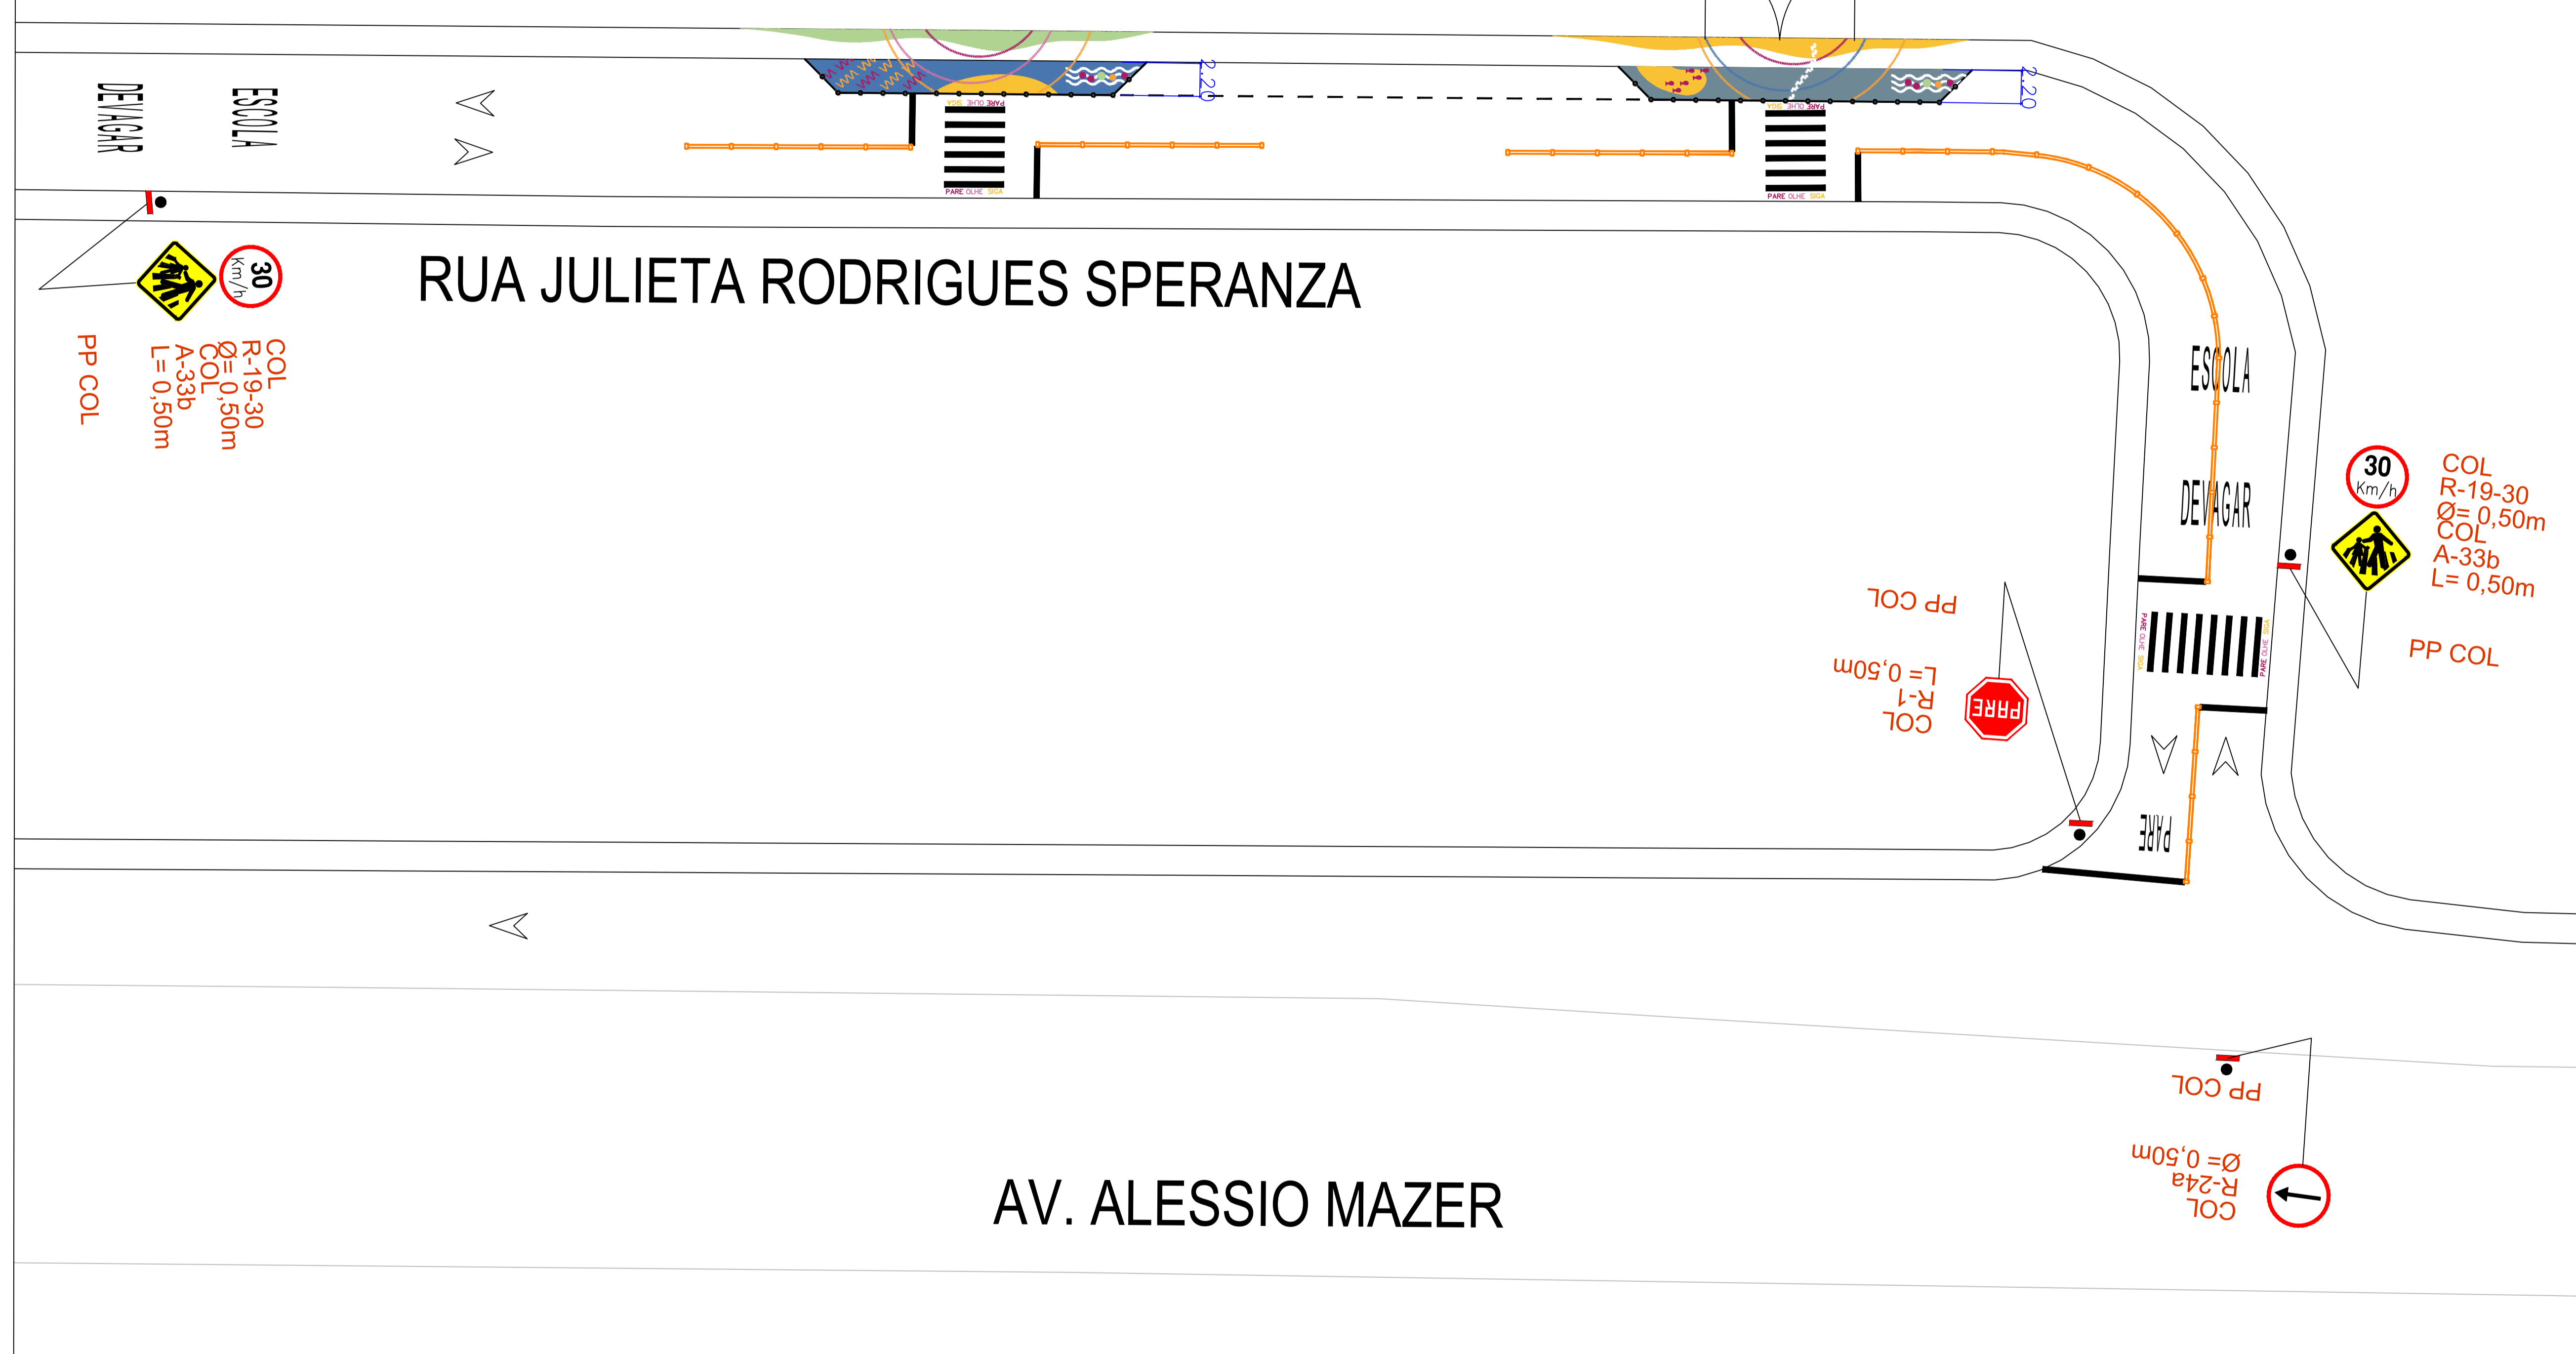 DEVAGAR
ESCOLA
SIGA OLHE PARE
PARE OLHE SIGA
2.20
SIGA OLHE PARE
PARE OLHE SIGA
2.20
30
Km/h
RUA JULIETA RODRIGUES SPERANZA
COL
R-19-30
Ø= 0,50m
COL
A-33b
L= 0,50m
PP COL
ESCOLA
DEVAGAR
30
Km/h
COL
R-19-30
Ø= 0,50m
COL
A-33b
L= 0,50m
PP COL
PARE OLHE SIGA
PARE OLHE SIGA
PP COL
COL
R-1
L= 0,50m
PARE
PARE
PP COL
COL
R-24a
Ø= 0,50m
AV. ALESSIO MAZER